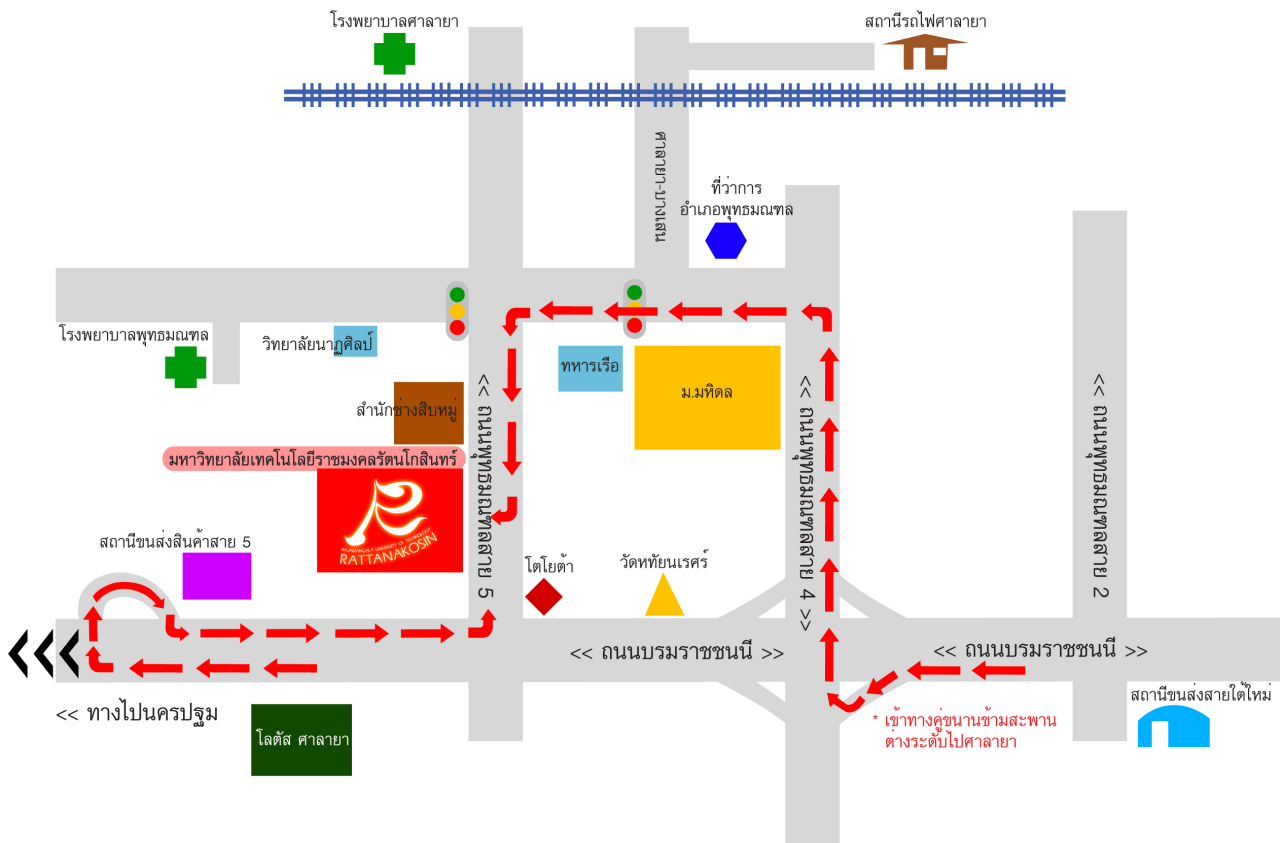 โรงพยาบาลศาลายา
สถานีรถไฟศาลายา
ศาลายา-บางเลน
ที่ว่าการ
อำเภอพุทธมณฑล
โรงพยาบาลพุทธมณฑล
วิทยาลัยนาฏศิลป์
ทหารเรือ
ม.มหิดล
สำนักช่างสิบหมู่
มหาวิทยาลัยเทคโนโลยีราชมงคลรัตนโกสินทร์
RAJAMANGALA UNIVERSITY OF TECHNOLOGY
RATTANAKOSIN
<< ถนนพุทธมณฑลสาย 5
<< ถนนพุทธมณฑลสาย 4 >>
<< ถนนพุทธมณฑลสาย 2
สถานีขนส่งสินค้าสาย 5
โตโยต้า
วัดหทัยนเรศร์
<< ถนนบรมราชชนนี >>
<< ถนนบรมราชชนนี >>
<< ทางไปนครปฐม
โลตัส ศาลายา
* เข้าทางคู่ขนานข้ามสะพาน
ต่างระดับไปศาลายา
สถานีขนส่งสายใต้ใหม่